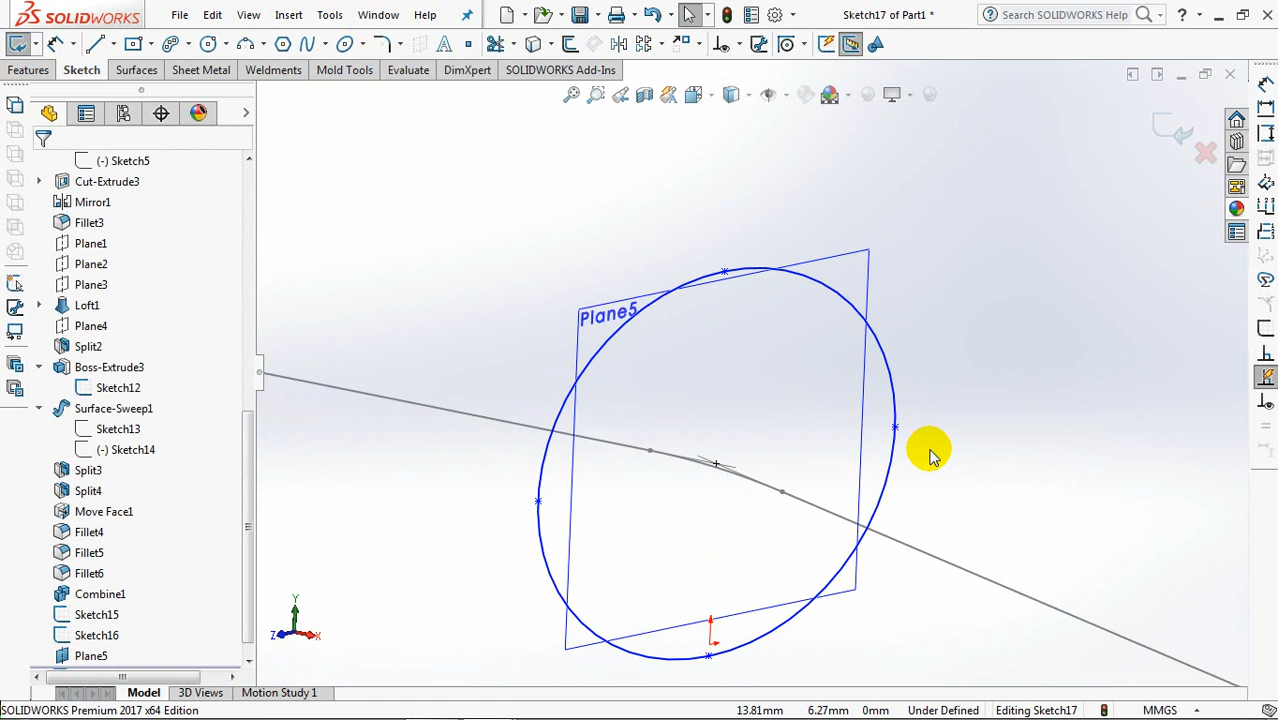 SOLIDWORKS File Edit View Insert Tools Window Help Sketch17 of Part1 * Search SOLIDWORKS Help ?
Features Sketch Surfaces Sheet Metal Weldments Mold Tools Evaluate DimXpert SOLIDWORKS Add-Ins
(-) Sketch5
Cut-Extrude3
Mirror1
Fillet3
Plane1
Plane2
Plane3
Loft1
Plane4
Split2
Boss-Extrude3
Sketch12
Surface-Sweep1
Sketch13
(-) Sketch14
Split3
Split4
Move Face1
Fillet4
Fillet5
Fillet6
Combine1
Sketch15
Sketch16
Plane5
Plane5
Y
Z X
Model 3D Views Motion Study 1
SOLIDWORKS Premium 2017 x64 Edition 13.81mm 6.27mm 0mm Under Defined Editing Sketch17 MMGS